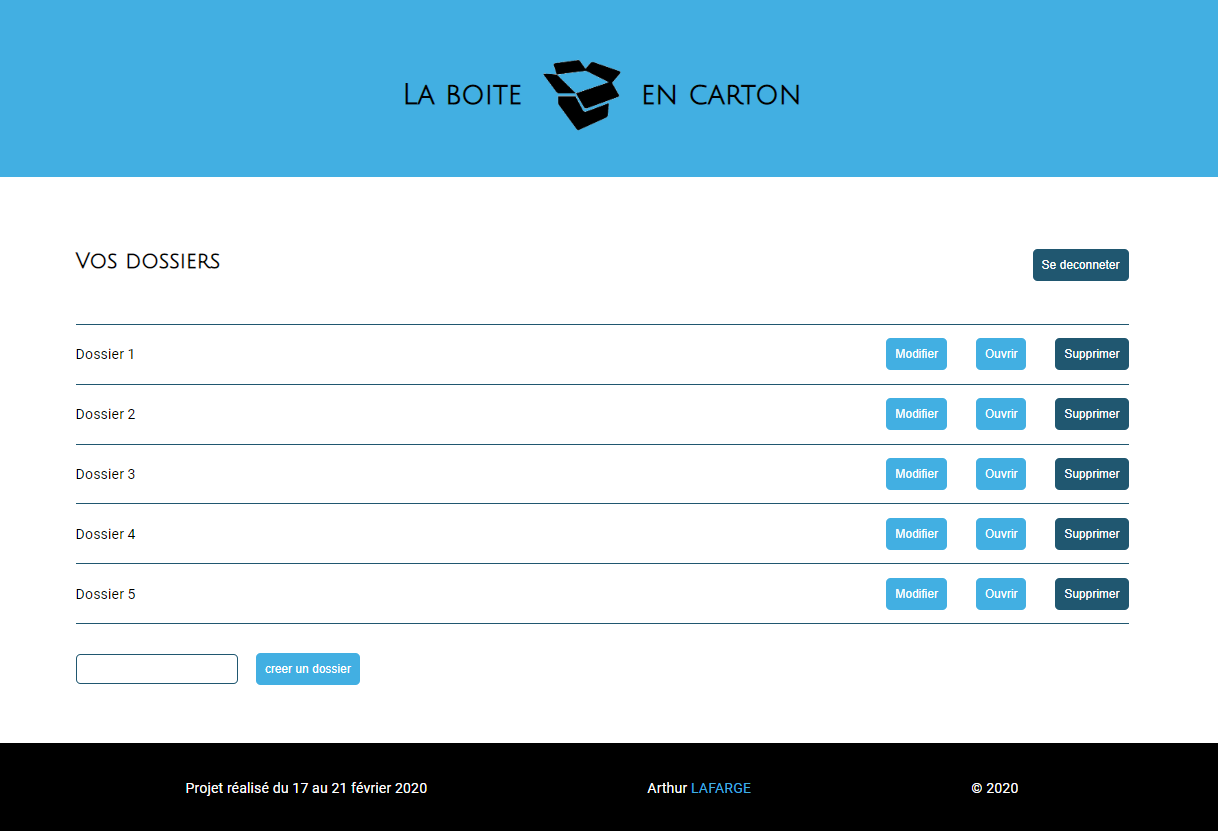 La boite en carton
Vos dossiers
Se deconneter
Dossier 1 Modifier Ouvrir Supprimer
Dossier 2 Modifier Ouvrir Supprimer
Dossier 3 Modifier Ouvrir Supprimer
Dossier 4 Modifier Ouvrir Supprimer
Dossier 5 Modifier Ouvrir Supprimer
creer un dossier
Projet réalisé du 17 au 21 février 2020 Arthur LAFARGE © 2020